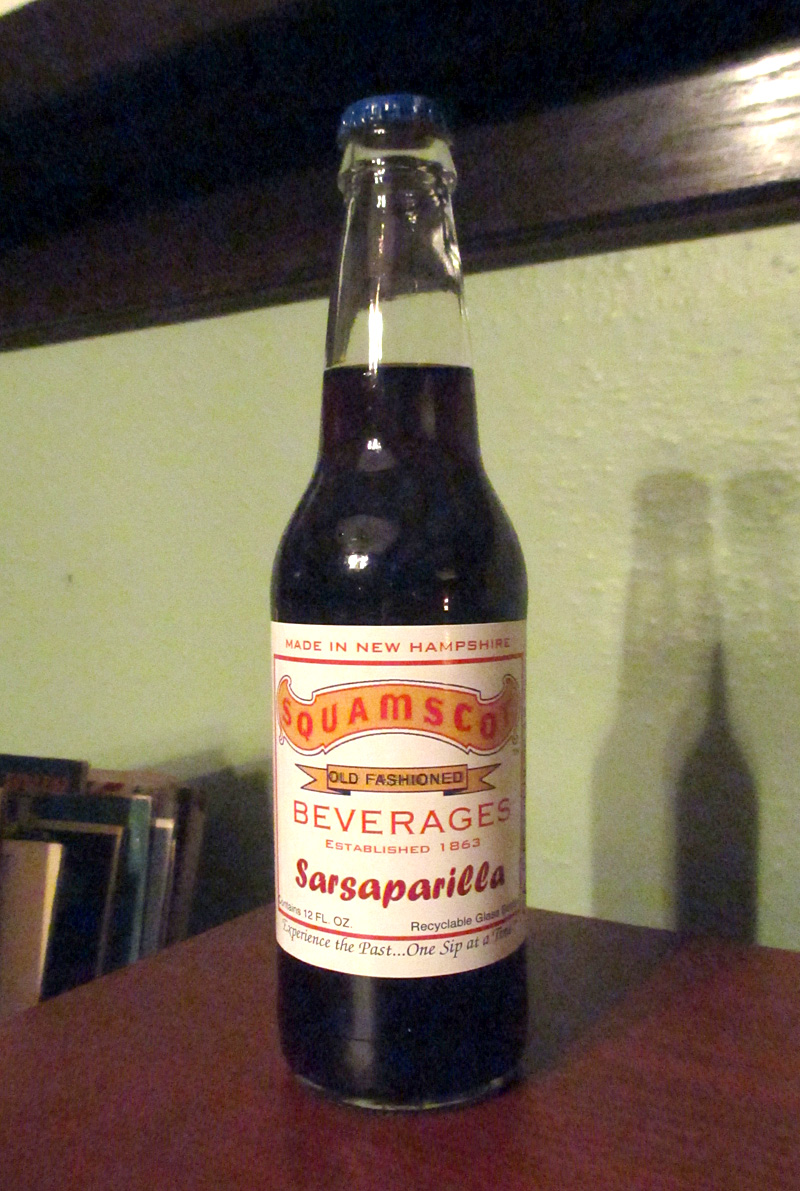 MADE IN NEW HAMPSHIRE
SQUAMSCOT
OLD FASHIONED
BEVERAGES
ESTABLISHED 1863
Sarsaparilla
Contains 12 FL. OZ. Recyclable Glass
Experience the Past...One Sip at a Time